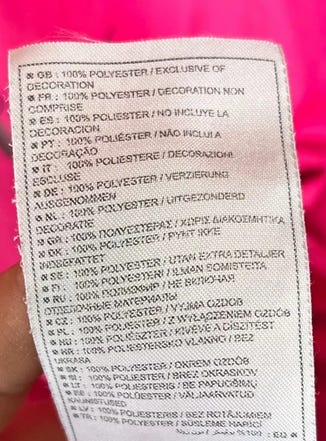 ※ GB : 100% POLYESTER / EXCLUSIVE OF
DECORATION
※ FR : 100% POLYESTER / DECORATION NON
COMPRISE
※ ES : 100% POLIESTER / NO INCLUYE LA
DECORACION
※ PT : 100% POLIÉSTER / NÃO INCLUI A
DECORAÇÃO
※ IT : 100% POLIESTERE / DECORAZIONI
ESCLUSE
※ DE : 100% POLYESTER / VERZIERUNG
AUSGENOMMEN
※ NL : 100% POLYESTER / UITGEZONDERD
DECORATIE
※ GR : 100% ΠΟΛΥΕΣΤΕΡΑΣ / ΧΩΡΙΣ ΔΙΑΚΟΣΜΗΤΙΚΑ
※ DK : 100% POLYESTER / PYNT IKKE
INDBEFATTET
※ SE : 100% POLYESTER / UTAN EXTRA DETALJER
※ FI : 100% POLYESTERI / ILMAN SOMISTEITA
※ RU : 100% ПОЛИЭФИР / НЕ ВКЛЮЧАЯ
ОТДЕЛОЧНЫЕ МАТЕРИАЛЫ
※ CZ : 100% POLYESTER / VYJMA OZDOB
※ PL : 100% POLIESTER / Z WYŁĄCZENIEM OZDÓB
※ HU : 100% POLIÉSZTER / KIVÉVE A DÍSZÍTÉST
※ HR : 100% POLIESTERSKO VLAKNO / BEZ
UKRASA
※ SK : 100% POLYESTER / OKREM OZDÔB
※ SI : 100% POLIESTER / BREZ OKRASKOV
※ LT : 100% POLIESTERIS / BE PAPUOŠIMŲ
※ EE : 100% POLÜESTER / VÄLJAARVATUD
KAUNISTUSED
※ LV : 100% POLIESTERIS / BEZ ROTĀJUMIEM
※ TR : 100% POLYESTER / SÜSLEME HARİÇ